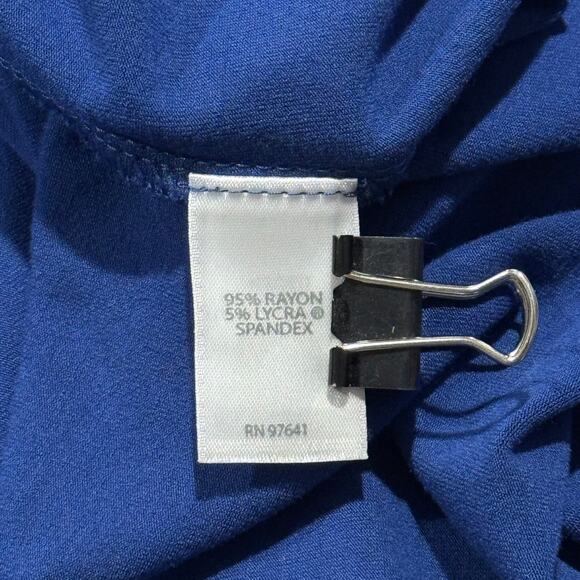 95% RAYON
5% LYCRA ®
SPANDEX
RN 97641